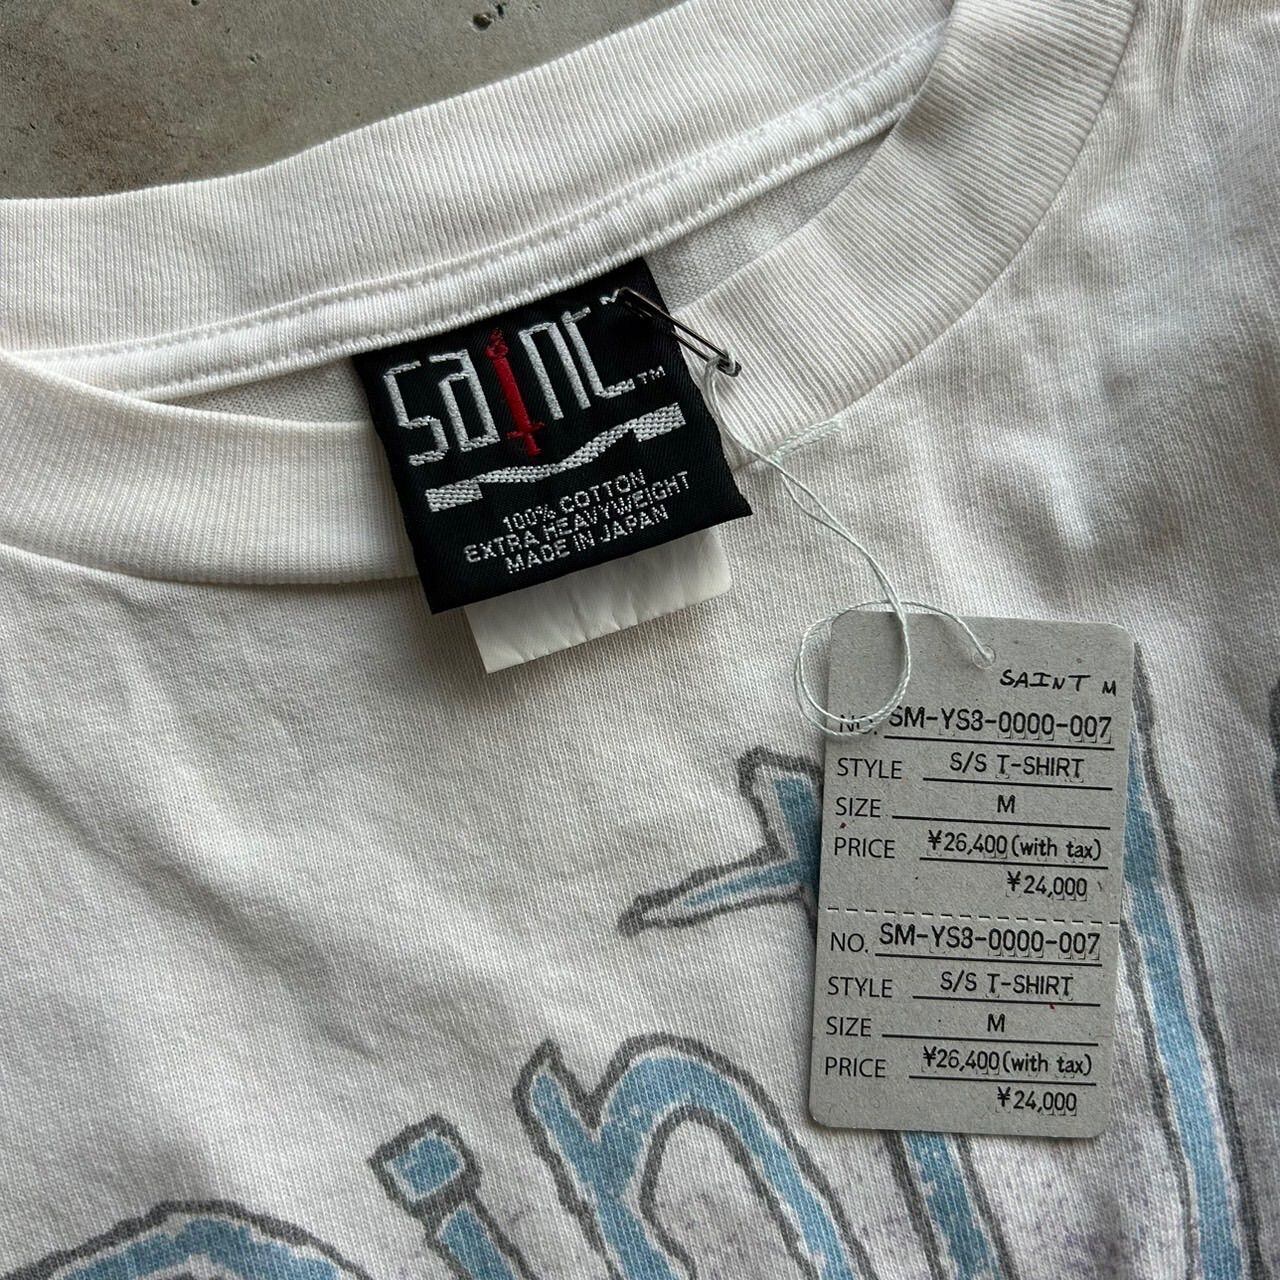 M
saint™
100% COTTON
EXTRA HEAVYWEIGHT
MADE IN JAPAN
SAINT M
NO. SM-YS8-0000-007
STYLE S/S T-SHIRT
SIZE M
PRICE ¥26,400(with tax)
¥24,000
NO. SM-YS8-0000-007
STYLE S/S T-SHIRT
SIZE M
PRICE ¥26,400(with tax)
¥24,000